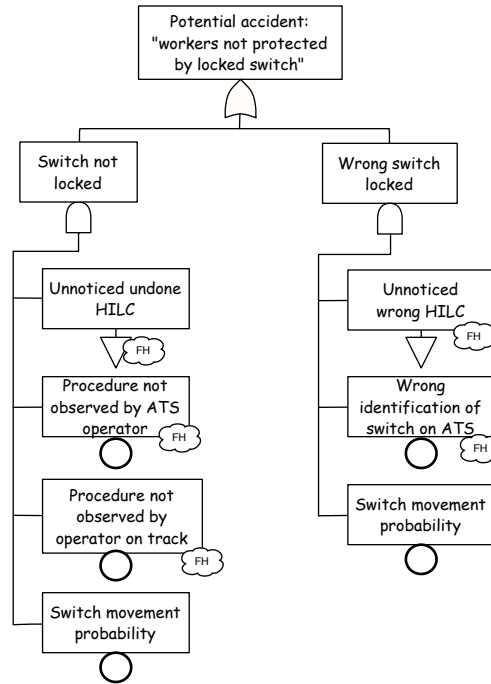 Potential accident:
"workers not protected
by locked switch"
Switch not
locked
Wrong switch
locked
Unnoticed undone
HILC
FH
Unnoticed
wrong HILC
FH
Procedure not
observed by ATS
operator
FH
Wrong
identification of
switch on ATS
FH
Procedure not
observed by
operator on track
FH
Switch movement
probability
Switch movement
probability